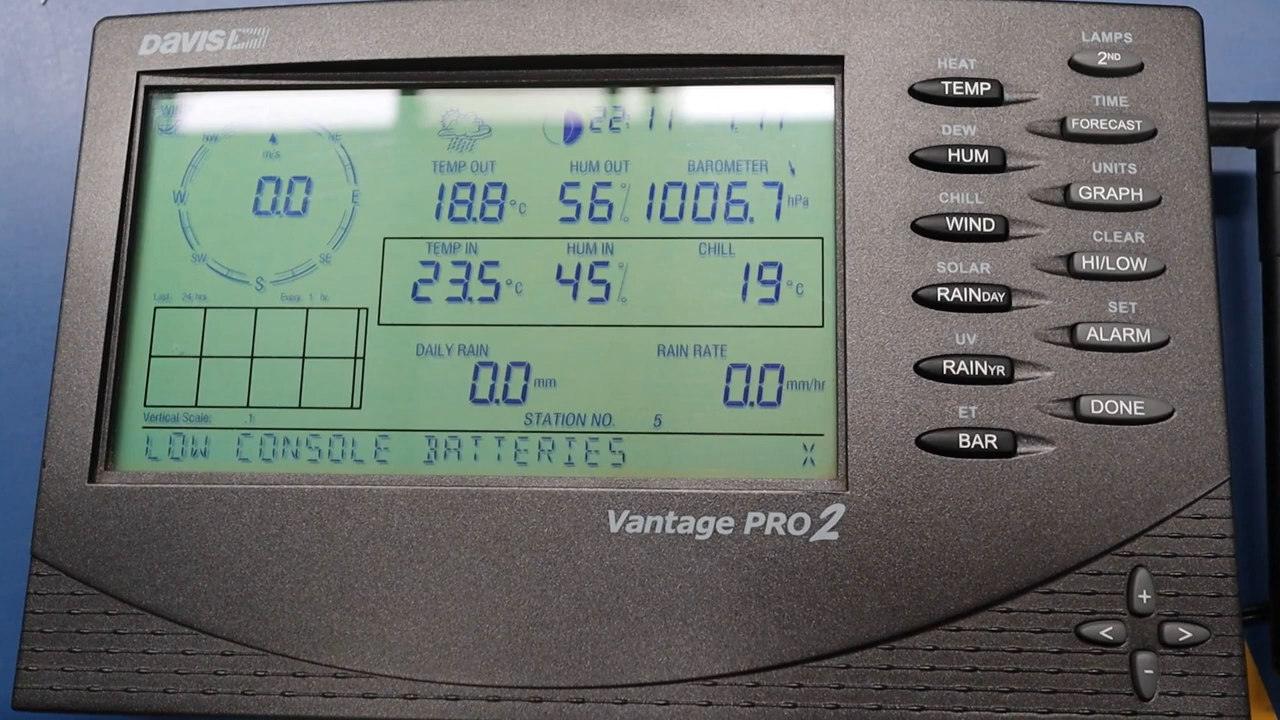 DAVIS
NW NE
m/s
W 0.0 E
SW SE
S
22:11
TEMP OUT HUM OUT BAROMETER
18.8°C 56% 1006.7 hPa
TEMP IN HUM IN CHILL
23.5°C 45% 19°C
Last 24 hrs. Every 1 hr.
DAILY RAIN RAIN RATE
0.0 mm 0.0 mm/hr
Vertical Scale: .1 STATION NO. 5
LOW CONSOLE BATTERIES X
Vantage PRO2
HEAT
TEMP
DEW
HUM
CHILL
WIND
SOLAR
RAINDAY
UV
RAINYR
ET
BAR
LAMPS
2ND
TIME
FORECAST
UNITS
GRAPH
CLEAR
HI/LOW
SET
ALARM
DONE
+
< >
-